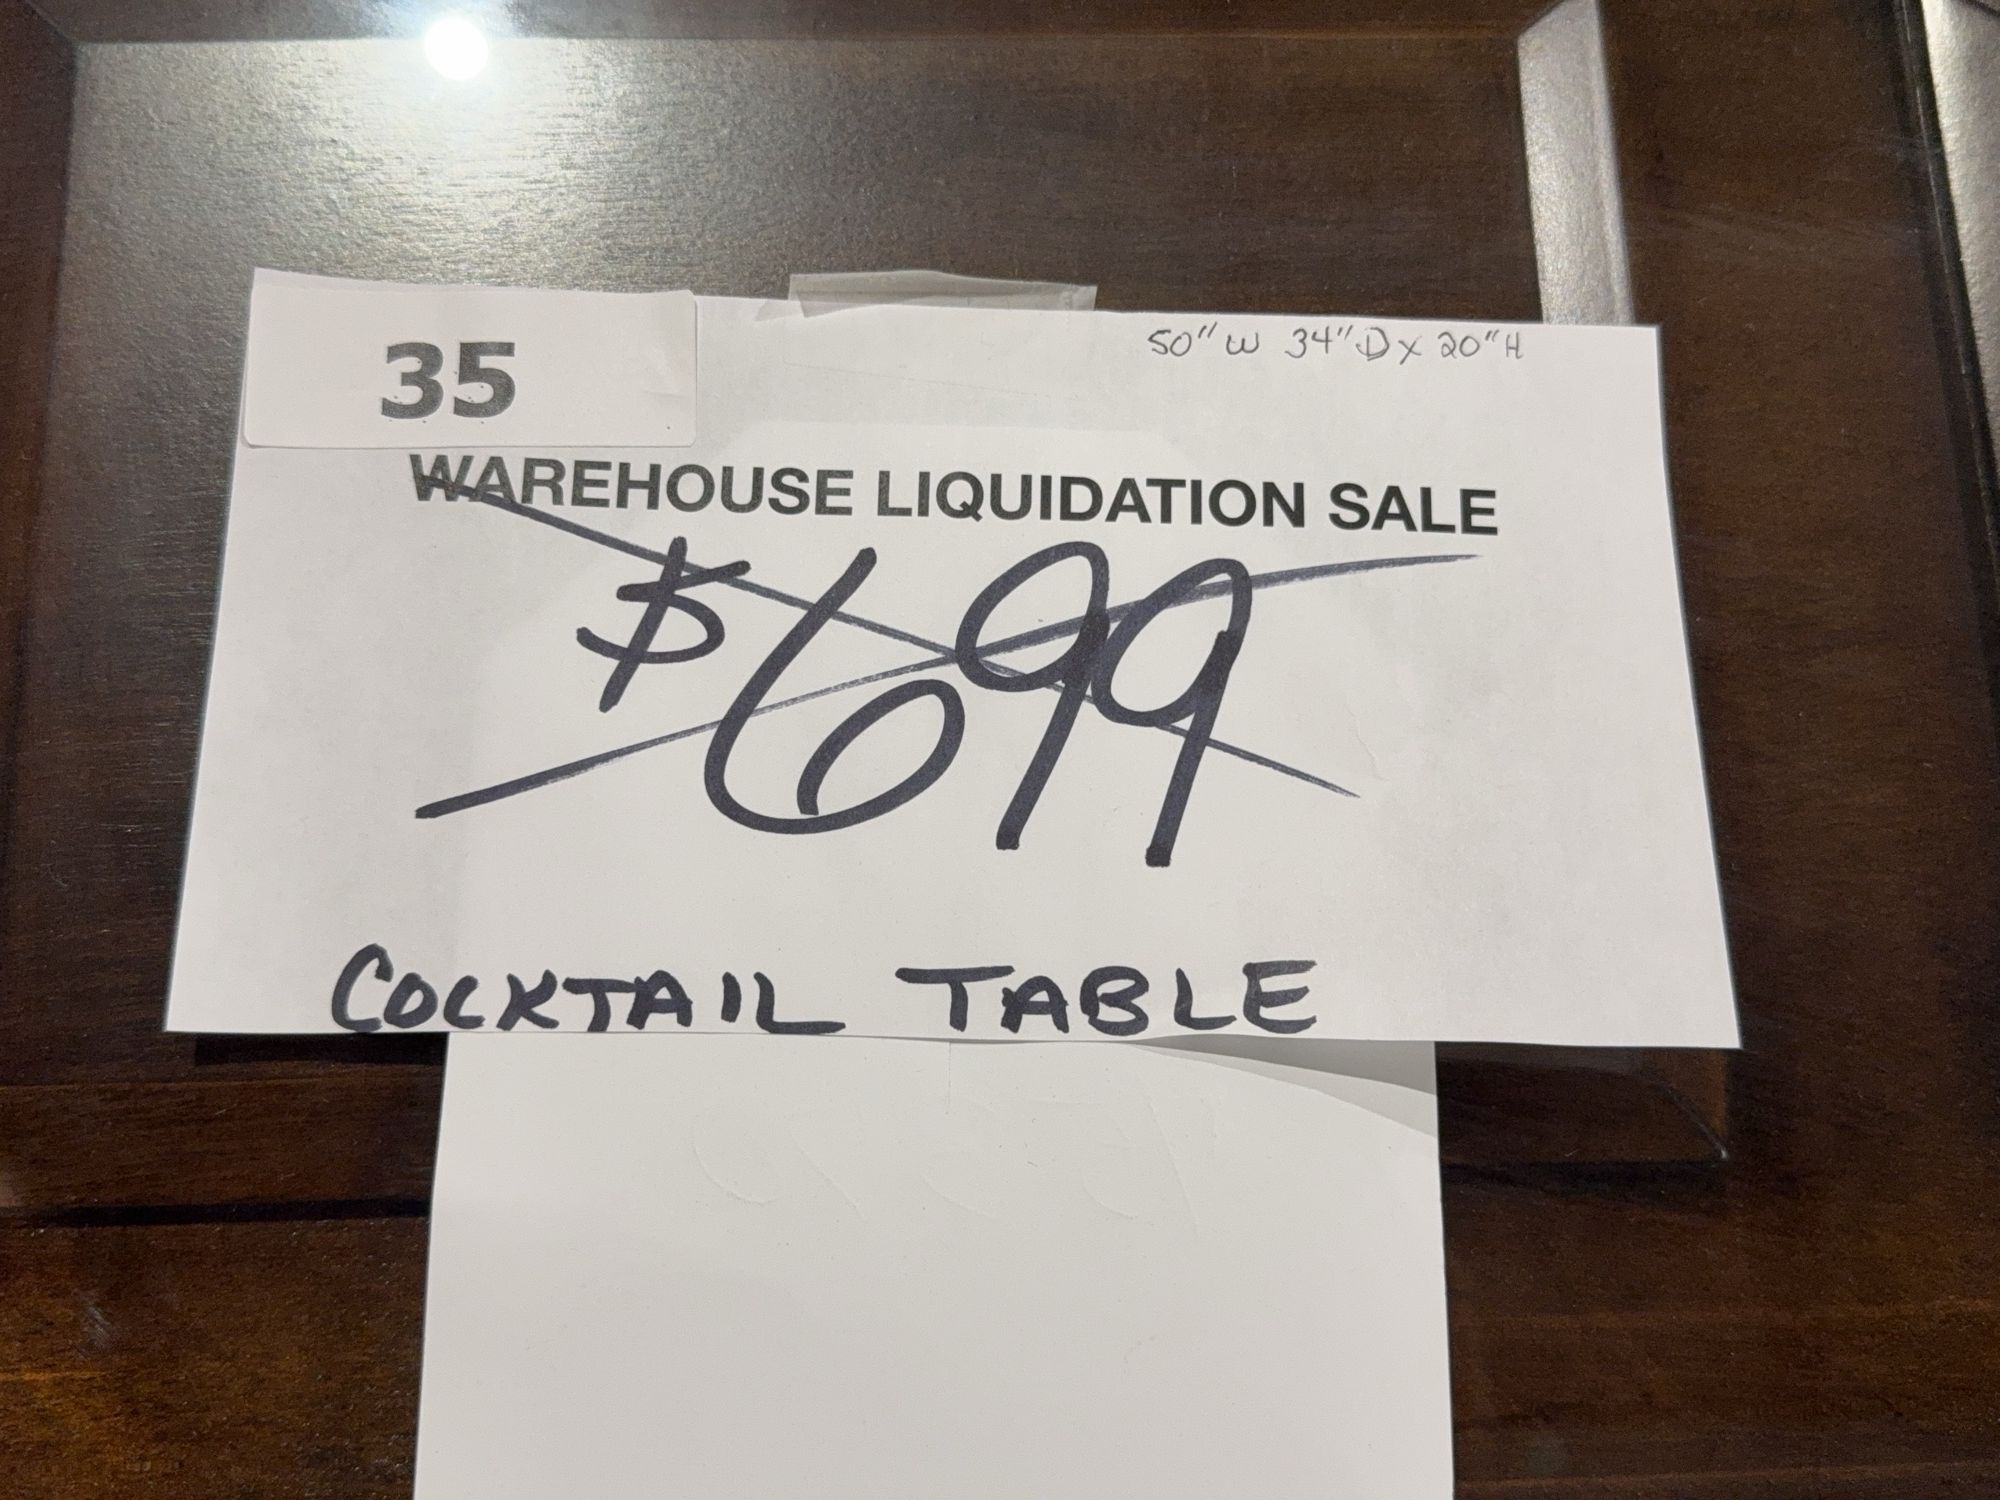 35
50" W 34" D x 20" H
WAREHOUSE LIQUIDATION SALE
$699
COCKTAIL TABLE